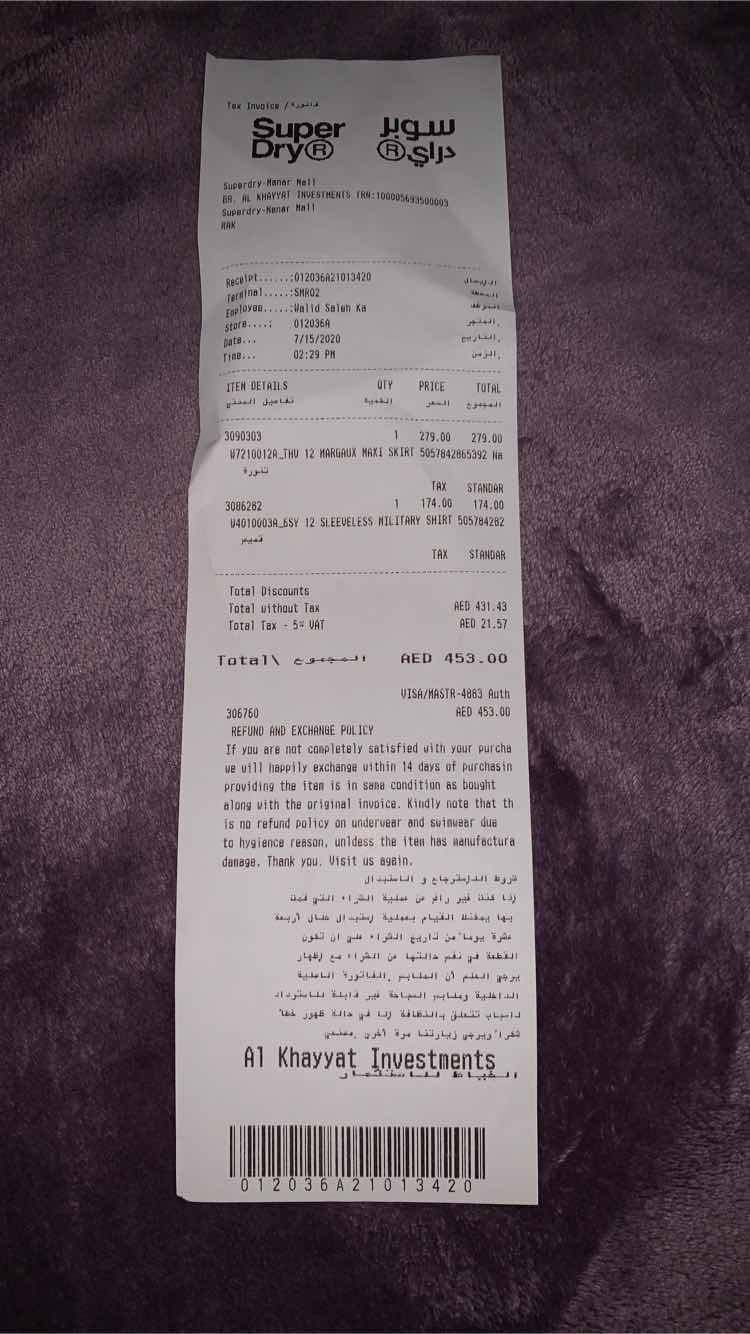 Tax Invoice / فاتورة
Super سوبر
Dry® دراي®
Superdry-Manar Mall
BR. AL KHAYYAT INVESTMENTS TRN:100005693500003
Superdry-Manar Mall
RAK
Receipt......:012036A21013420 الإيصال
Terminal.....:SMR02 المحطة
Employee.....:Walid Saleh Ka الموظف
Store....: 012036A المتجر.
Date... 7/15/2020 التاريخ.
Time... 02:29 PM الزمن.
ITEM DETAILS QTY PRICE TOTAL
تفاصيل المنتج الكمية السعر المجموع
3090303 1 279.00 279.00
W7210012A_THU 12 MARGAUX MAXI SKIRT 5057842865392 Na
تنورة
TAX STANDAR
3086282 1 174.00 174.00
W4010003A_6SY 12 SLEEVELESS MILITARY SHIRT 505784282
قميص
TAX STANDAR
Total Discounts
Total without Tax AED 431.43
Total Tax - 5% VAT AED 21.57
Total\ المجموع AED 453.00
VISA/MASTR-4863 Auth
306760 AED 453.00
REFUND AND EXCHANGE POLICY
If you are not completely satisfied with your purcha
we will happily exchange within 14 days of purchasin
providing the item is in same condition as bought
along with the original invoice. Kindly note that th
is no refund policy on underwear and swimwear due
to hygience reason, unldess the item has manufactura
damage. Thank you. Visit us again.
شروط الاسترجاع و الاستبدال
إذا كنت غير راض عن عملية الشراء التي قمت
بها يمكنك القيام بعملية إستبدال خلال أربعة
عشرة يوما من تاريخ الشراء على ان تكون
القطعة في نفس حالتها عن الشراء مع إظهار
يرجي العلم أن الملابس .الفاتورة الاصلية
الداخلية وملابس السباحة غير قابلة للاسترداد
لاسباب تتعلق بالنظافة إلا في حالة ظهور خطأ
شكرا ويرجي زيارتنا مرة أخرى .مصنعي
Al Khayyat Investments
الخياط للاستثمار
012036A21013420